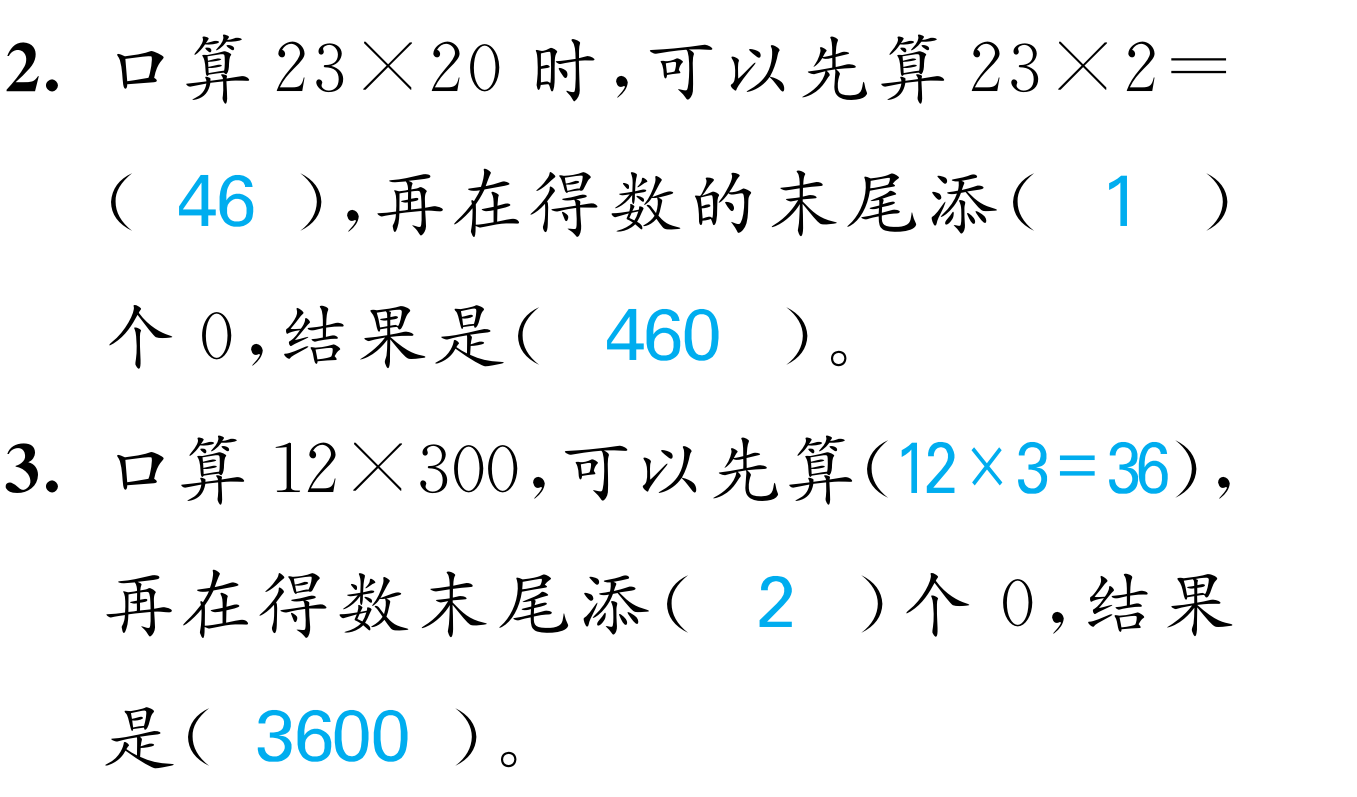 2. 口算 23×20 时,可以先算 23×2=
( 46 ),再在得数的末尾添( 1 )
个 0,结果是( 460 )。
3. 口算 12×300,可以先算(12×3=36),
再在得数末尾添( 2 )个 0,结果
是( 3600 )。